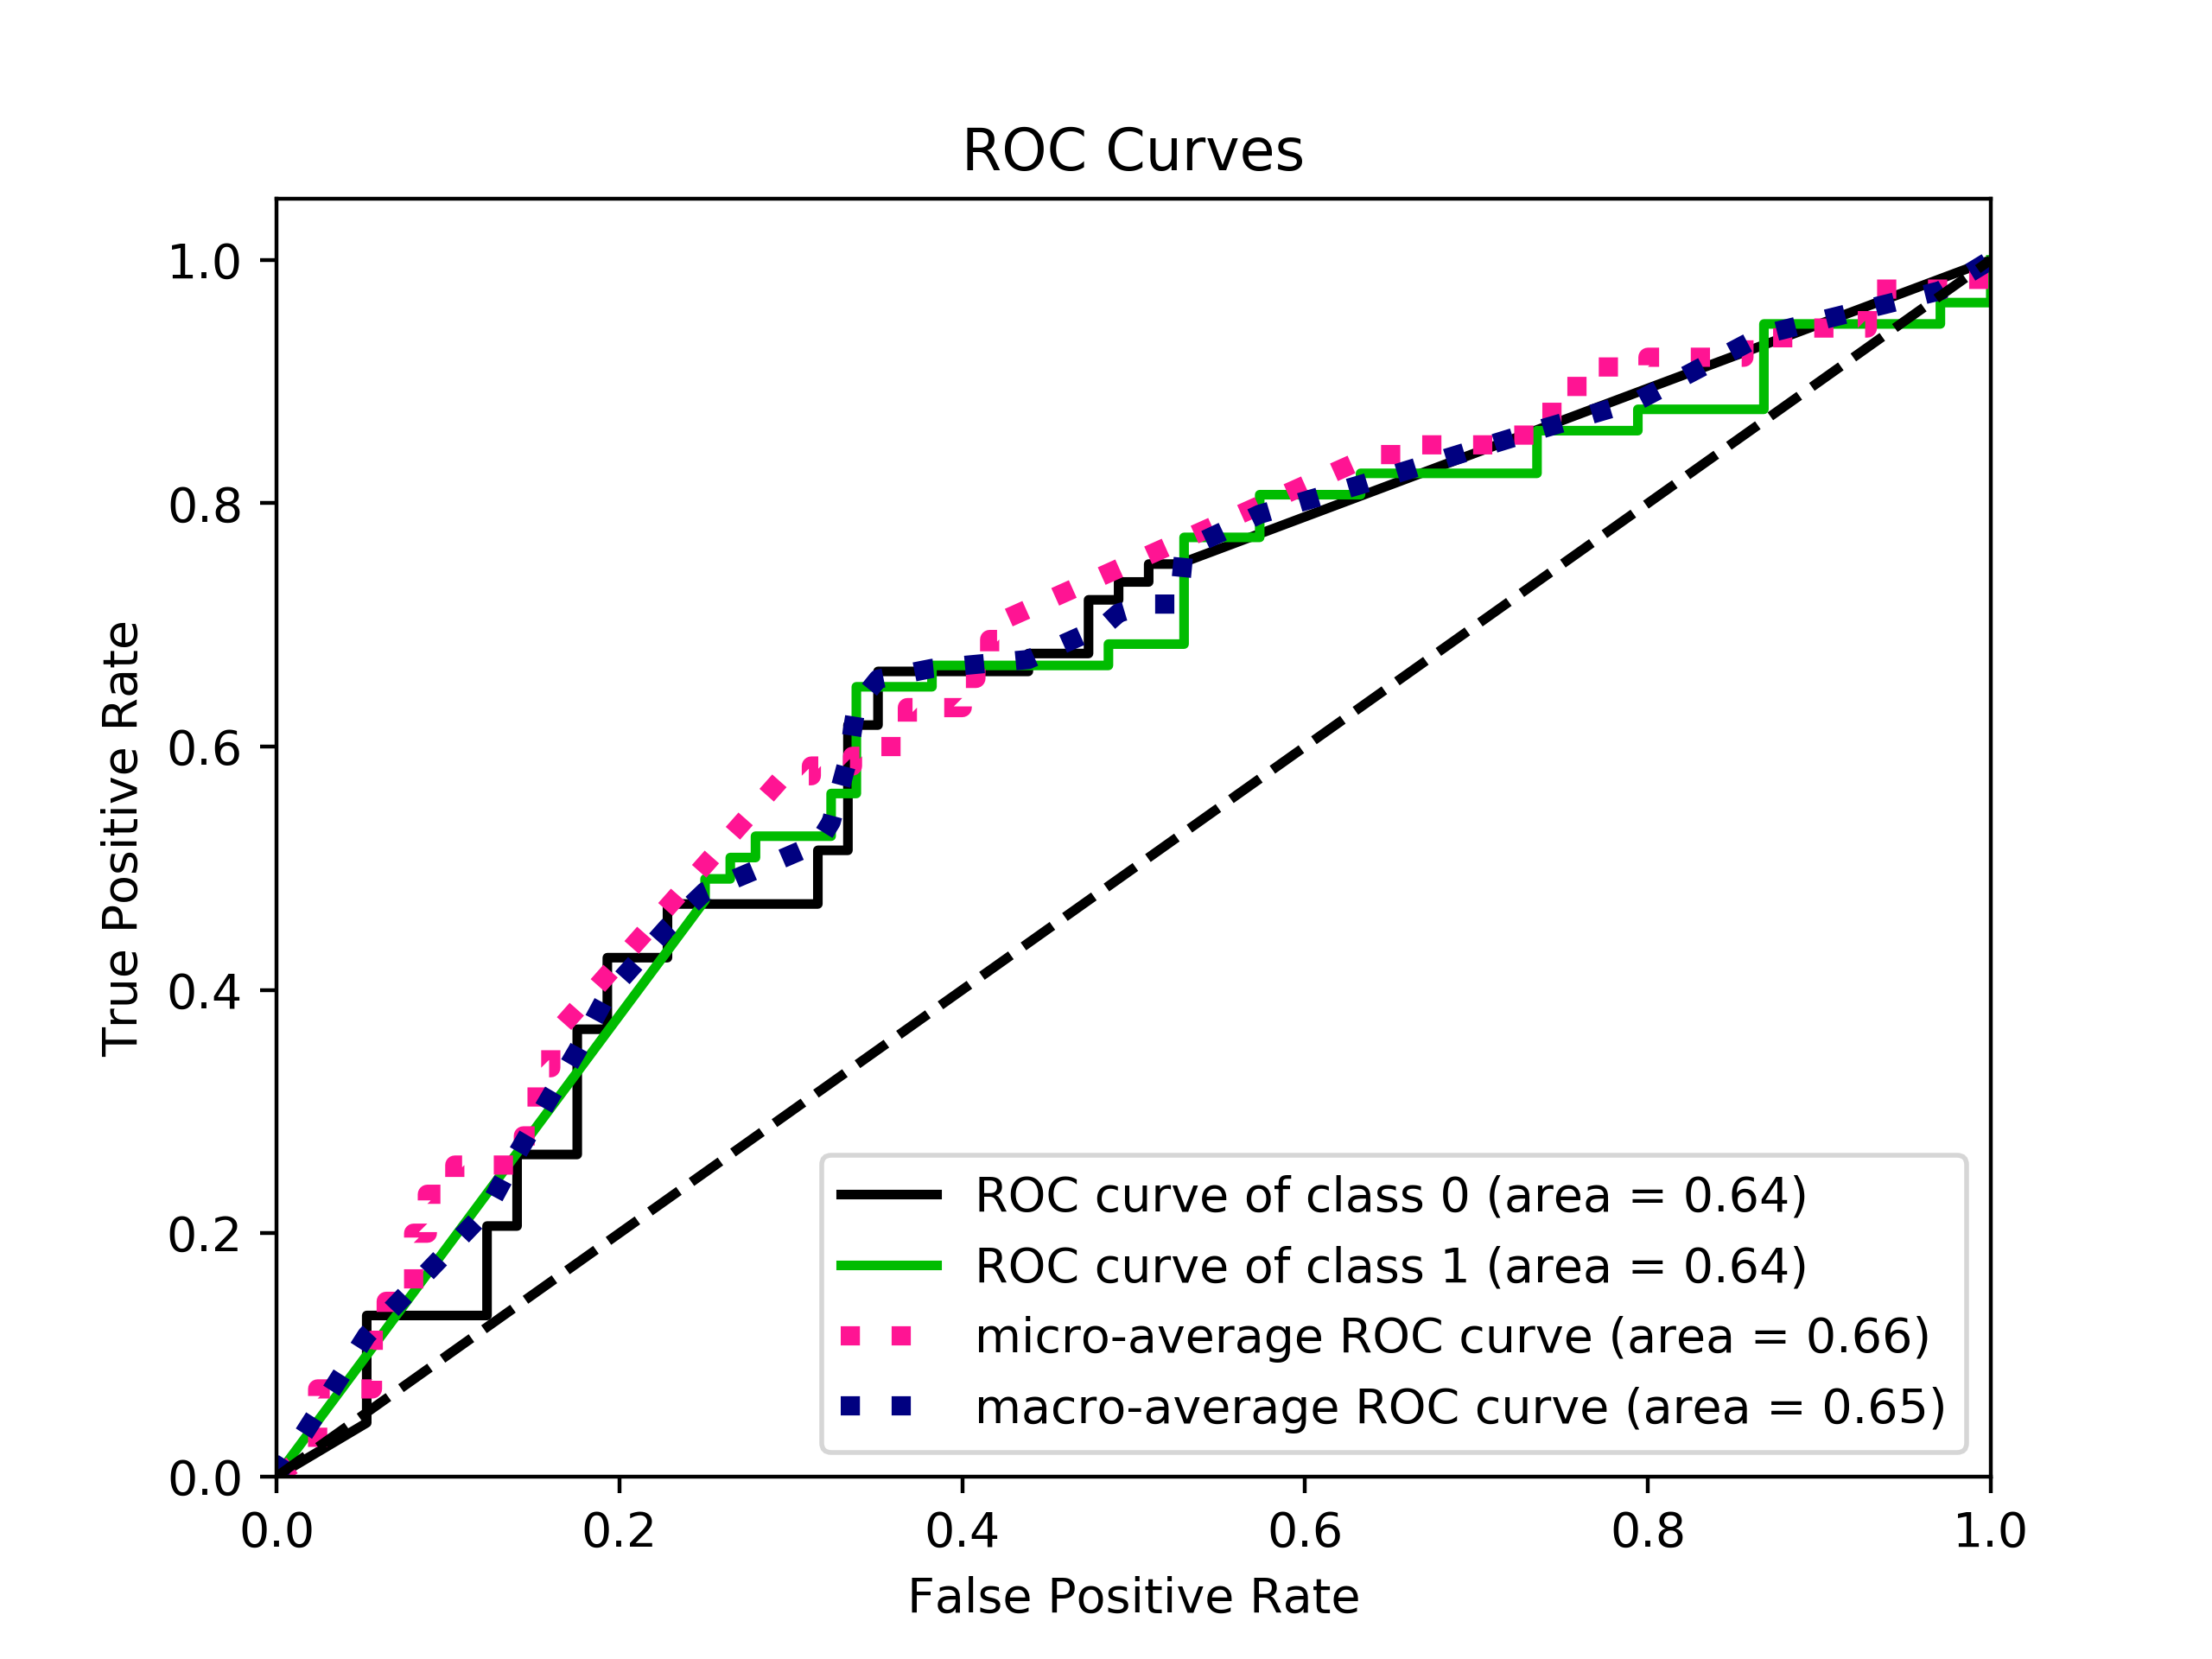 ROC Curves
1.0
0.8
0.6
0.4
0.2
0.0
True Positive Rate
ROC curve of class 0 (area = 0.64)
ROC curve of class 1 (area = 0.64)
micro-average ROC curve (area = 0.66)
macro-average ROC curve (area = 0.65)
0.0 0.2 0.4 0.6 0.8 1.0
False Positive Rate